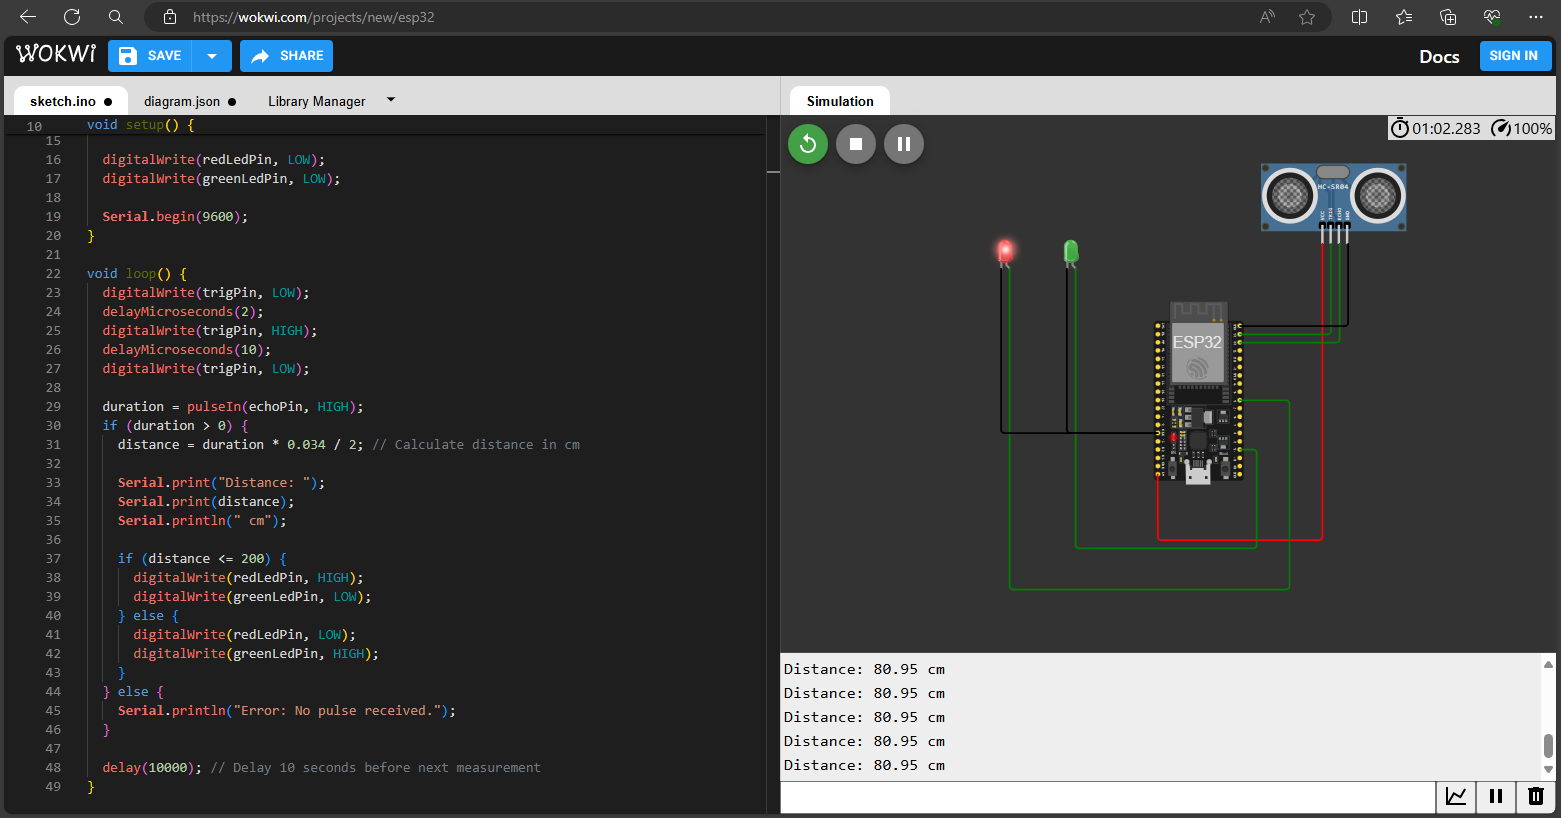 https://wokwi.com/projects/new/esp32
WOKWI
SAVE
SHARE
Docs
SIGN IN
sketch.ino
diagram.json
Library Manager
Simulation
10 void setup() {
15
16 digitalWrite(redLedPin, LOW);
17 digitalWrite(greenLedPin, LOW);
18
19 Serial.begin(9600);
20 }
21
22 void loop() {
23 digitalWrite(trigPin, LOW);
24 delayMicroseconds(2);
25 digitalWrite(trigPin, HIGH);
26 delayMicroseconds(10);
27 digitalWrite(trigPin, LOW);
28
29 duration = pulseIn(echoPin, HIGH);
30 if (duration > 0) {
31 distance = duration * 0.034 / 2; // Calculate distance in cm
32
33 Serial.print("Distance: ");
34 Serial.print(distance);
35 Serial.println(" cm");
36
37 if (distance <= 200) {
38 digitalWrite(redLedPin, HIGH);
39 digitalWrite(greenLedPin, LOW);
40 } else {
41 digitalWrite(redLedPin, LOW);
42 digitalWrite(greenLedPin, HIGH);
43 }
44 } else {
45 Serial.println("Error: No pulse received.");
46 }
47
48 delay(10000); // Delay 10 seconds before next measurement
49 }
01:02.283 100%
HC-SR04
VCC
TRIG
ECHO
GND
ESP32
Distance: 80.95 cm
Distance: 80.95 cm
Distance: 80.95 cm
Distance: 80.95 cm
Distance: 80.95 cm